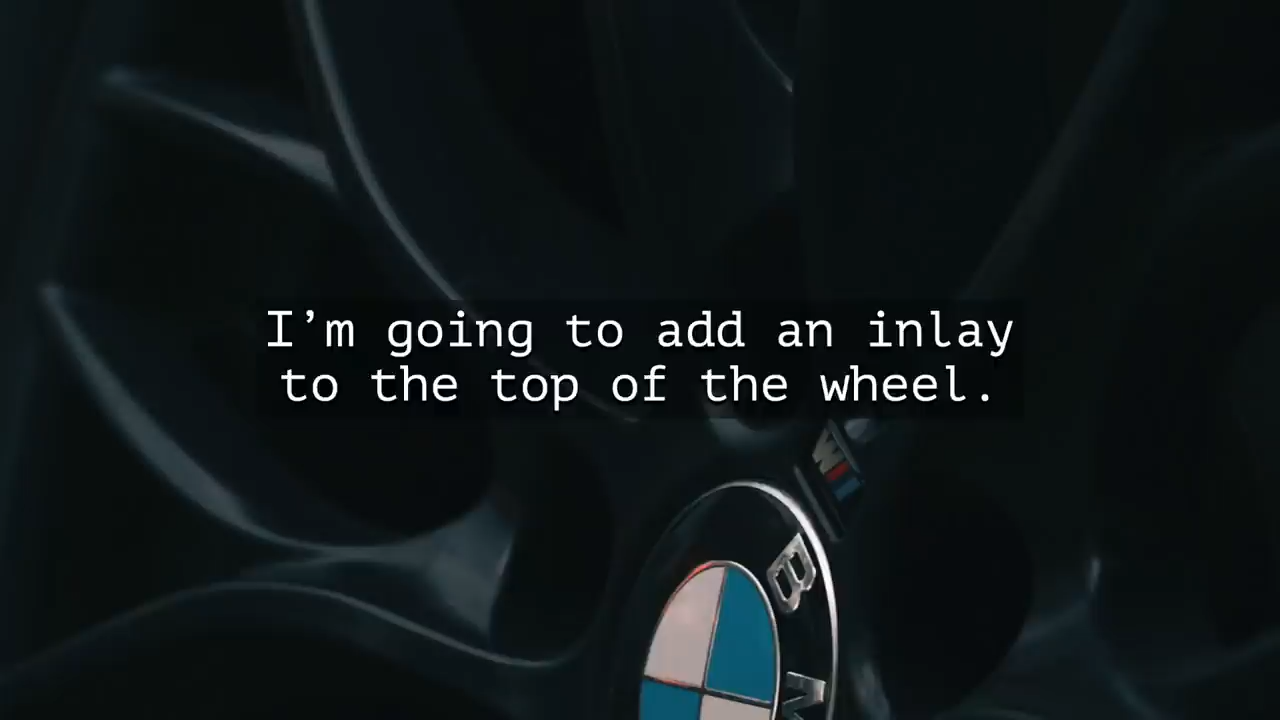 I’m going to add an inlay
to the top of the wheel.
M
B
M